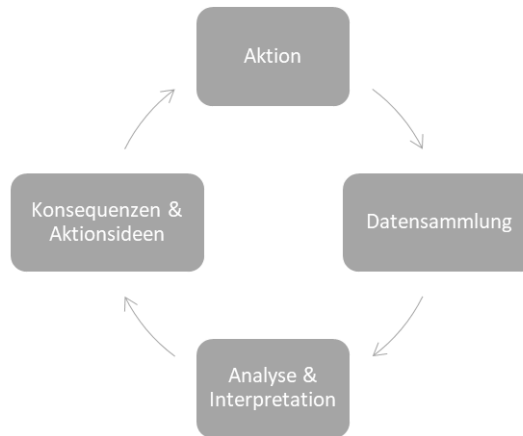 Aktion
Datensammlung
Analyse &
Interpretation
Konsequenzen &
Aktionsideen